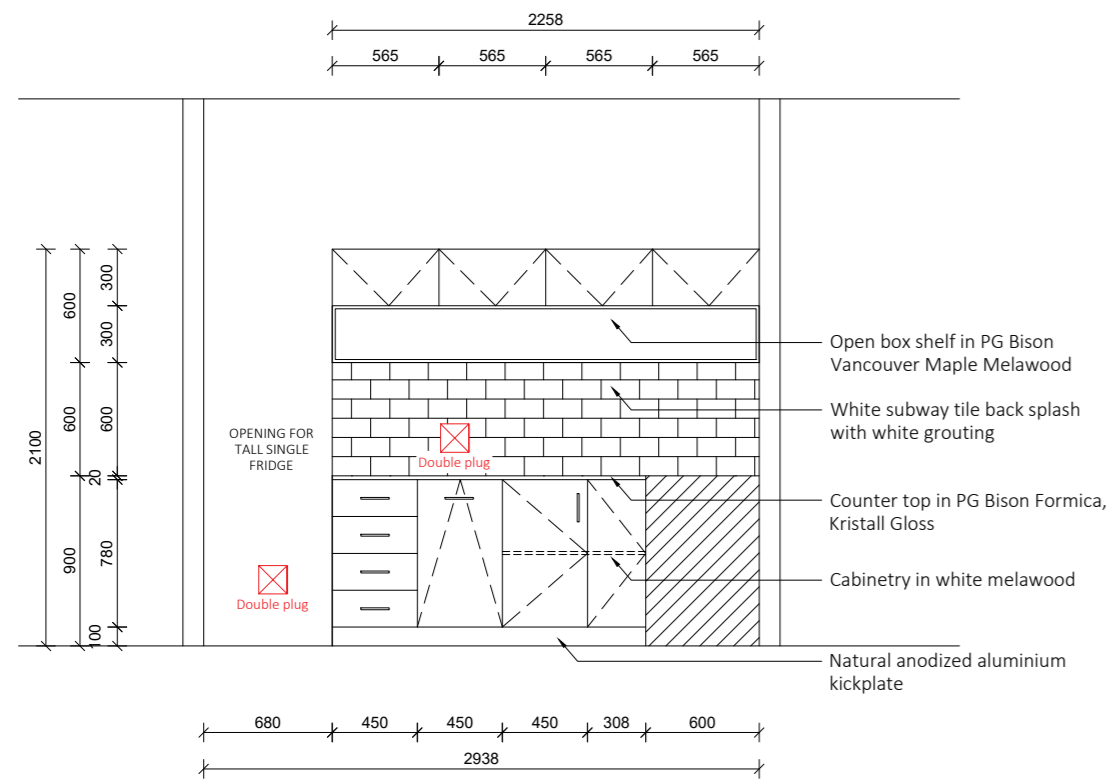 2258
565 565 565 565
2100
600
600
900
300
300
600
20
780
100
OPENING FOR
TALL SINGLE
FRIDGE
Double plug
Double plug
Open box shelf in PG Bison
Vancouver Maple Melawood
White subway tile back splash
with white grouting
Counter top in PG Bison Formica,
Kristall Gloss
Cabinetry in white melawood
Natural anodized aluminium
kickplate
680 450 450 450 308 600
2938